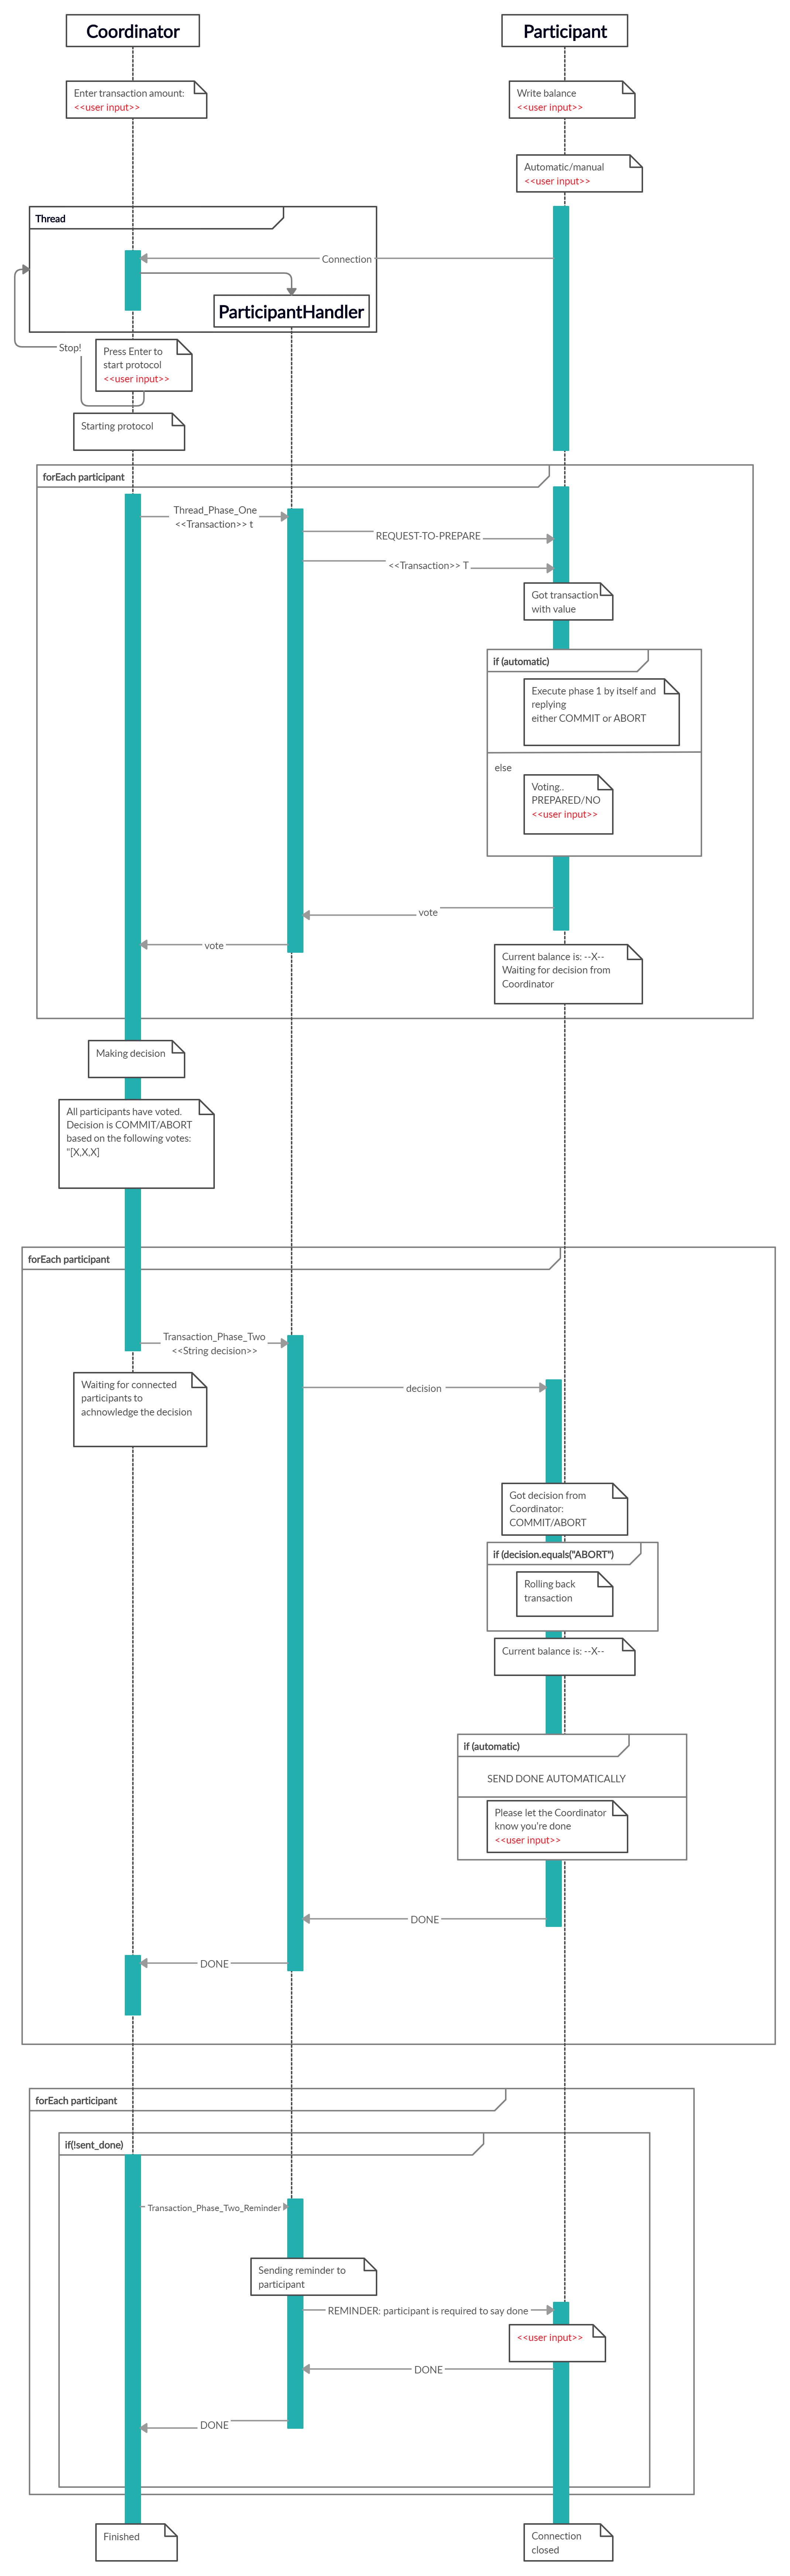 Coordinator
Participant
Enter transaction amount:
<<user input>>
Write balance
<<user input>>
Automatic/manual
<<user input>>
Thread
Connection
ParticipantHandler
Stop!
Press Enter to
start protocol
<<user input>>
Starting protocol
forEach participant
Thread_Phase_One
<<Transaction>> t
REQUEST-TO-PREPARE
<<Transaction>> T
Got transaction
with value
if (automatic)
Execute phase 1 by itself and
replying
either COMMIT or ABORT
else
Voting..
PREPARED/NO
<<user input>>
vote
vote
Current balance is: --X--
Waiting for decision from
Coordinator
Making decision
All participants have voted.
Decision is COMMIT/ABORT
based on the following votes:
"[X,X,X]
forEach participant
Transaction_Phase_Two
<<String decision>>
Waiting for connected
participants to
achnowledge the decision
decision
Got decision from
Coordinator:
COMMIT/ABORT
if (decision.equals("ABORT")
Rolling back
transaction
Current balance is: --X--
if (automatic)
SEND DONE AUTOMATICALLY
Please let the Coordinator
know you're done
<<user input>>
DONE
DONE
forEach participant
if(!sent_done)
Transaction_Phase_Two_Reminder
Sending reminder to
participant
REMINDER: participant is required to say done
<<user input>>
DONE
DONE
Finished
Connection
closed